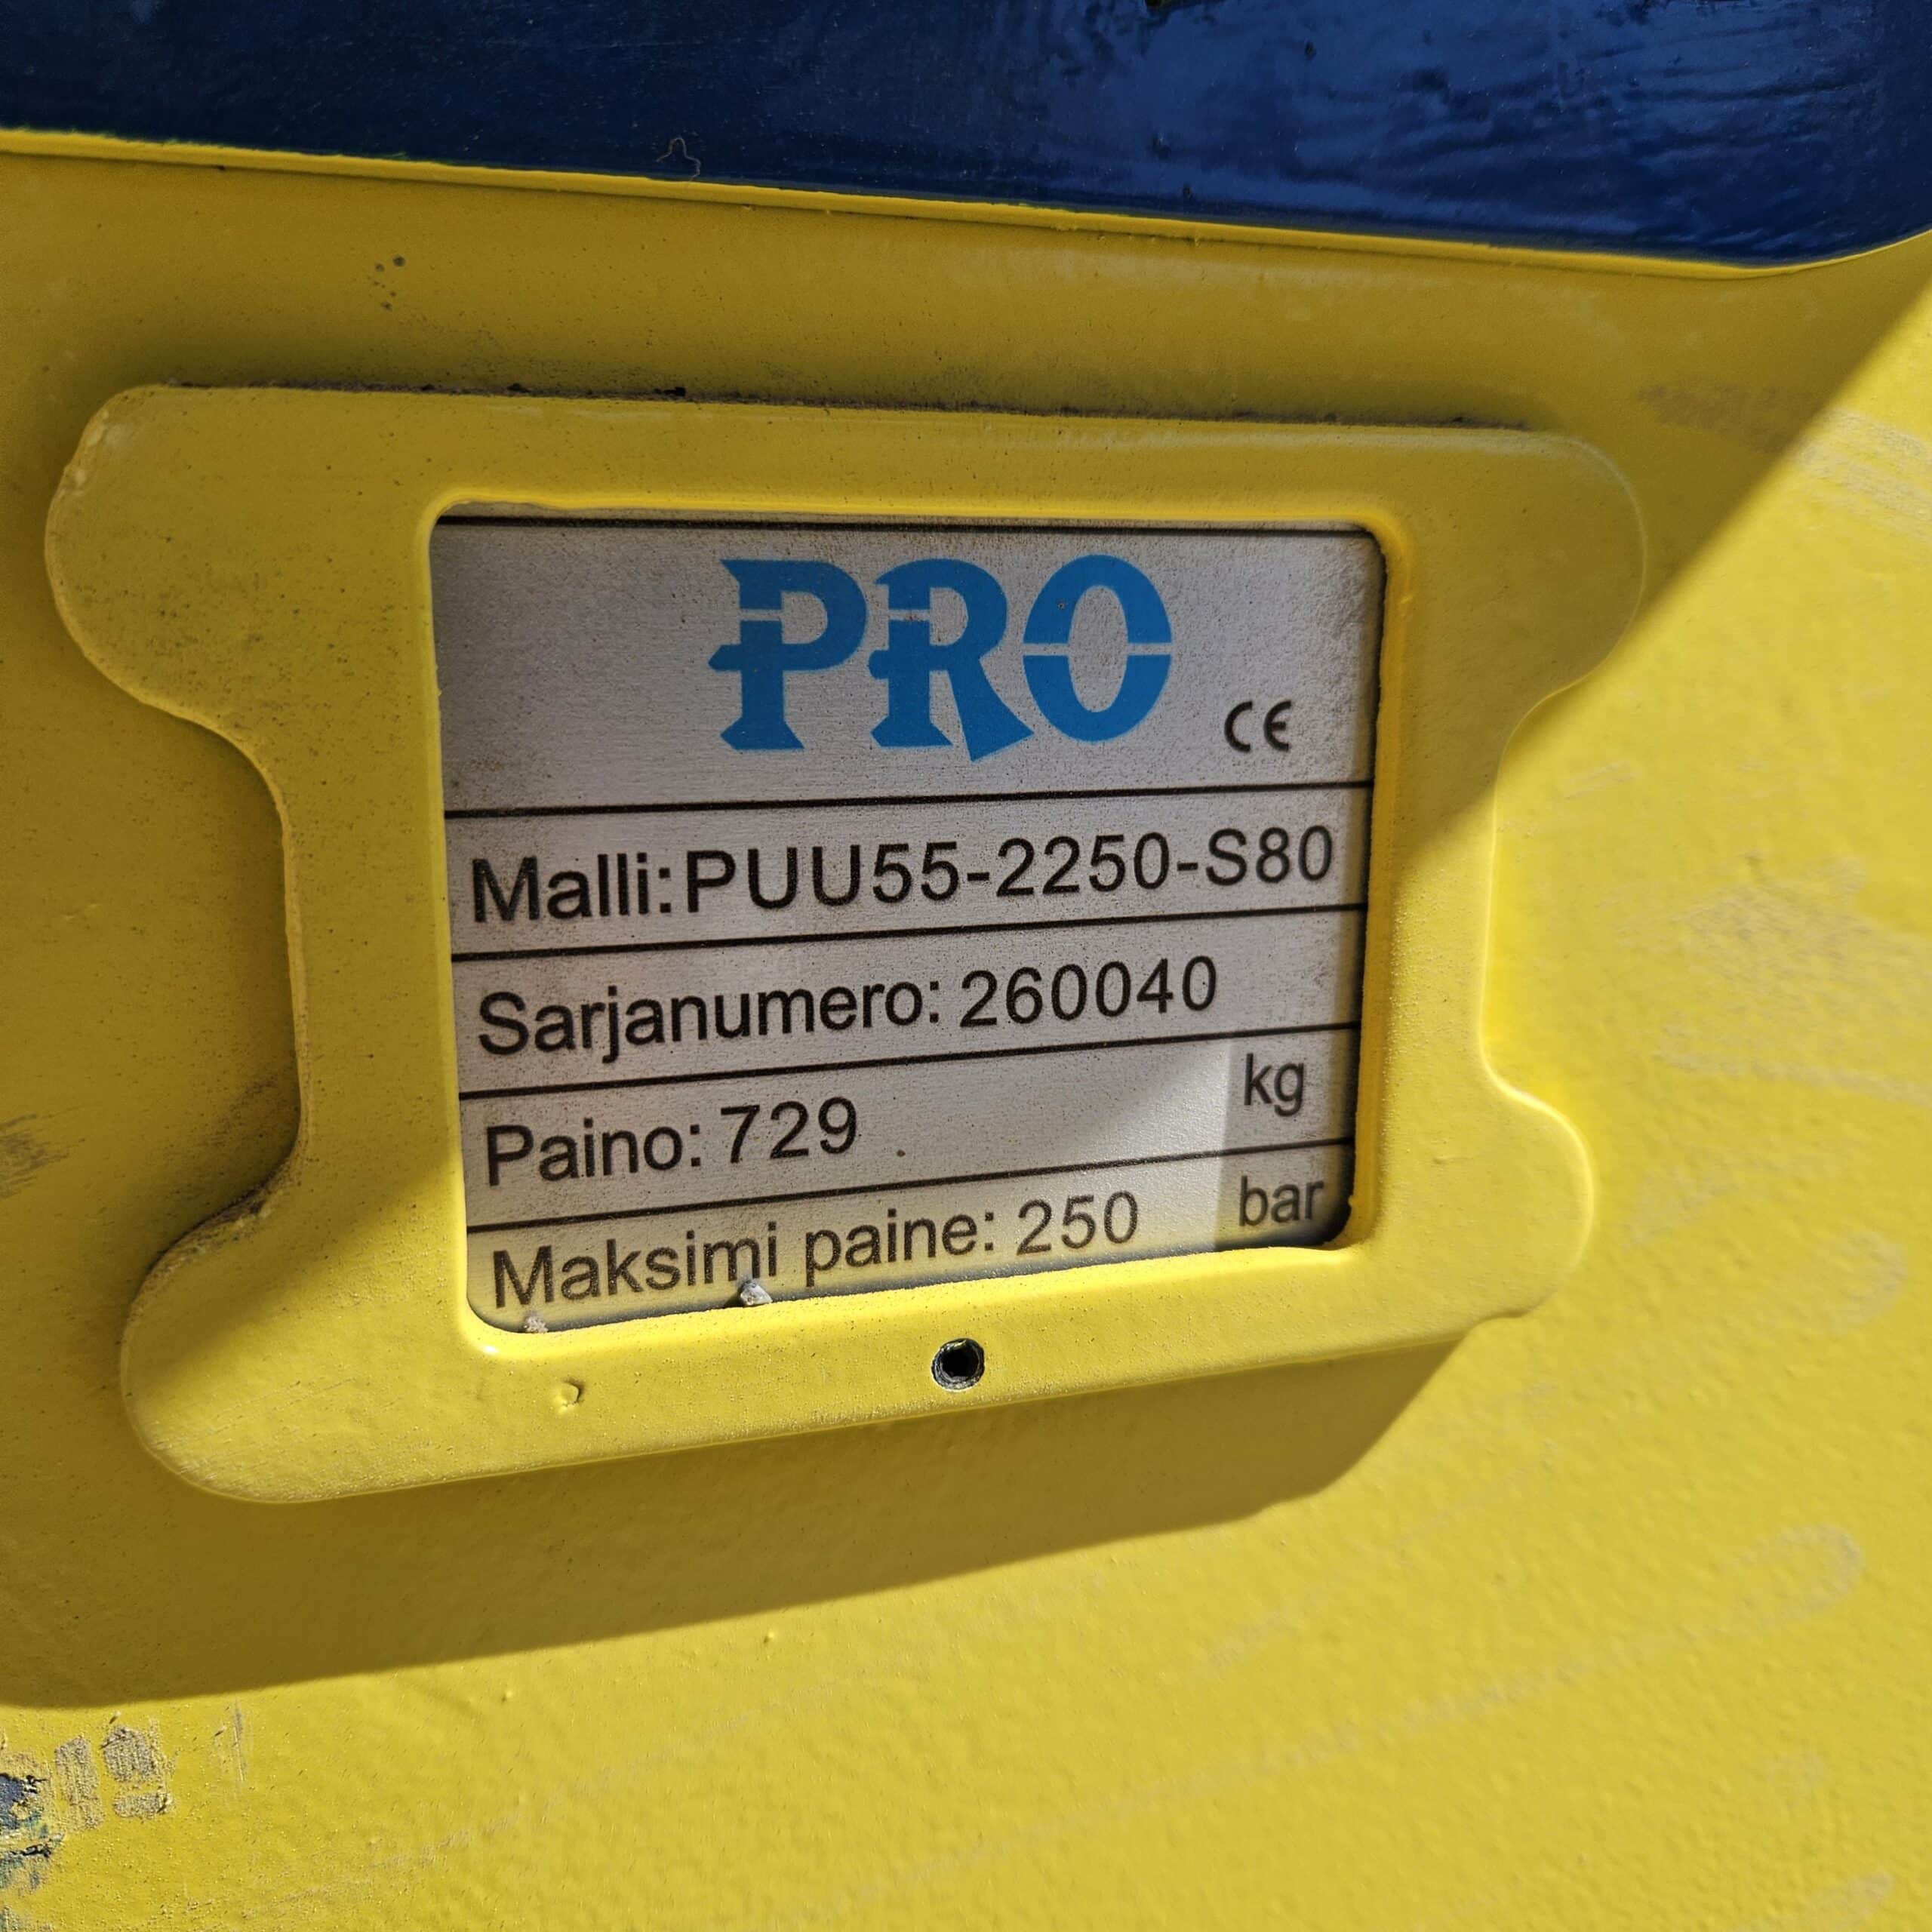 PRO
CE
Malli: PUU55-2250-S80
Sarjanumero: 260040
Paino: 729 kg
Maksimi paine: 250 bar